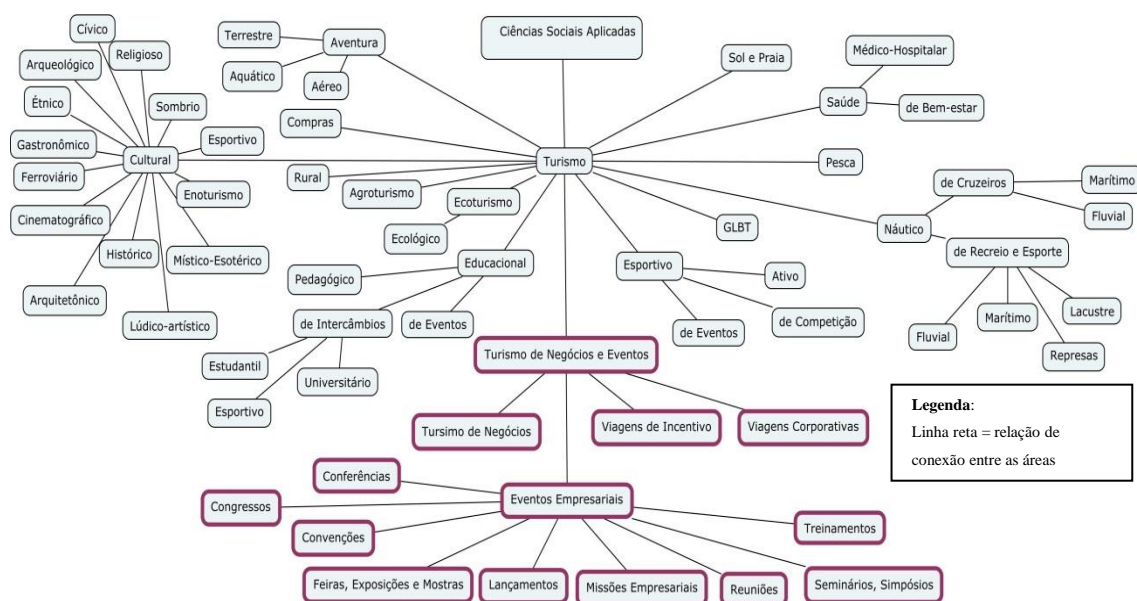 Ciências Sociais Aplicadas
Cívico
Religioso
Arqueológico
Étnico
Sombrio
Gastronômico
Esportivo
Cultural
Ferroviário
Enoturismo
Cinematográfico
Histórico
Místico-Esotérico
Arquitetônico
Lúdico-artístico
Terrestre
Aventura
Aquático
Aéreo
Compras
Rural
Agroturismo
Ecoturismo
Ecológico
Turismo
Sol e Praia
Médico-Hospitalar
Saúde
de Bem-estar
Pesca
de Cruzeiros
Marítimo
Fluvial
Náutico
de Recreio e Esporte
Fluvial
Marítimo
Lacustre
Represas
GLBT
Educacional
Pedagógico
de Intercâmbios
de Eventos
Estudantil
Universitário
Esportivo
Esportivo
Ativo
de Competição
de Eventos
Turismo de Negócios e Eventos
Tursimo de Negócios
Viagens de Incentivo
Viagens Corporativas
Eventos Empresariais
Conferências
Congressos
Convenções
Feiras, Exposições e Mostras
Lançamentos
Missões Empresariais
Reuniões
Seminários, Simpósios
Treinamentos
Legenda:
Linha reta = relação de
conexão entre as áreas